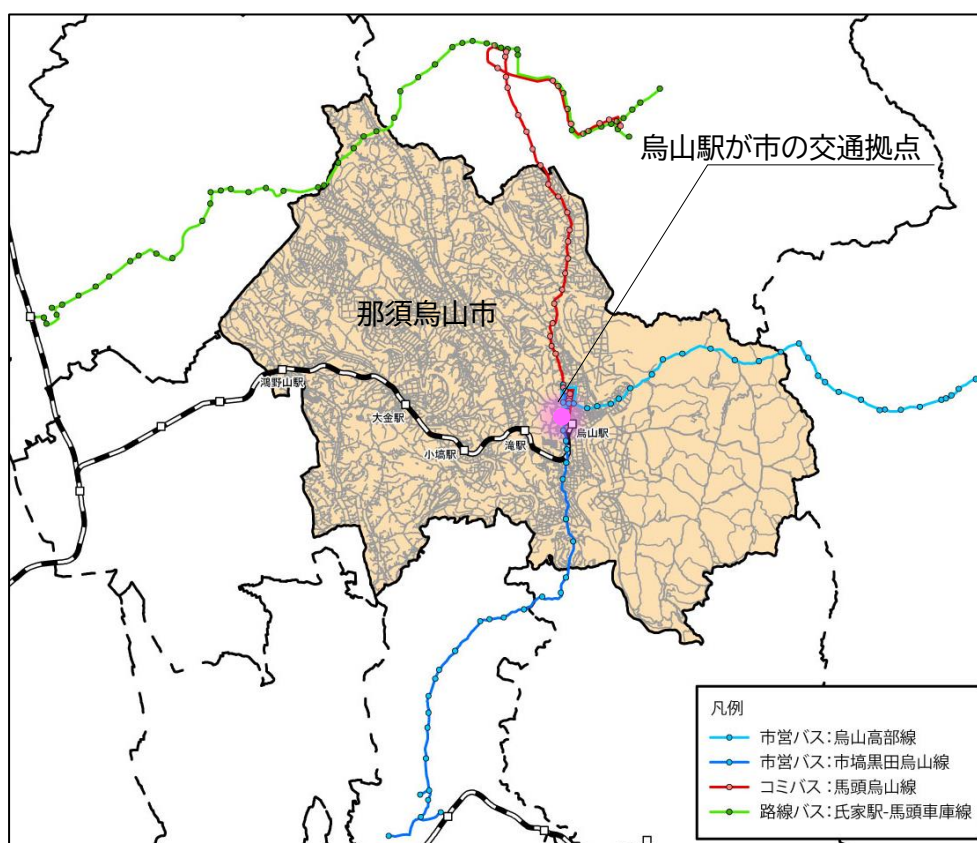 烏山駅が市の交通拠点
那須烏山市
鴻野山駅
大金駅
小塙駅
滝駅
烏山駅
凡例
市営バス：烏山高部線
市営バス：市塙黒田烏山線
コミバス：馬頭烏山線
路線バス：氏家駅-馬頭車庫線